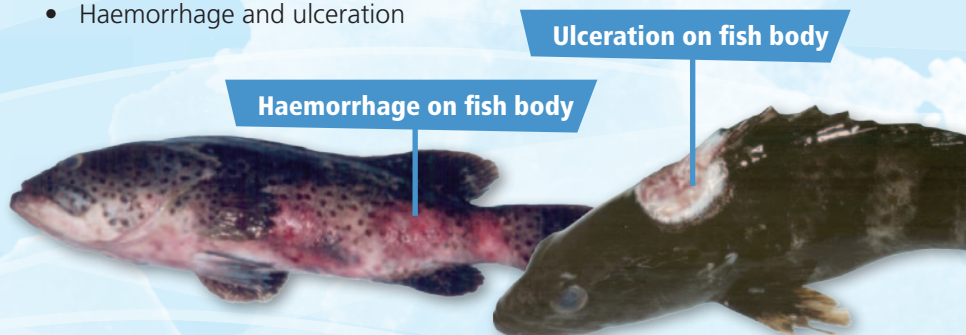 • Haemorrhage and ulceration
Ulceration on fish body
Haemorrhage on fish body